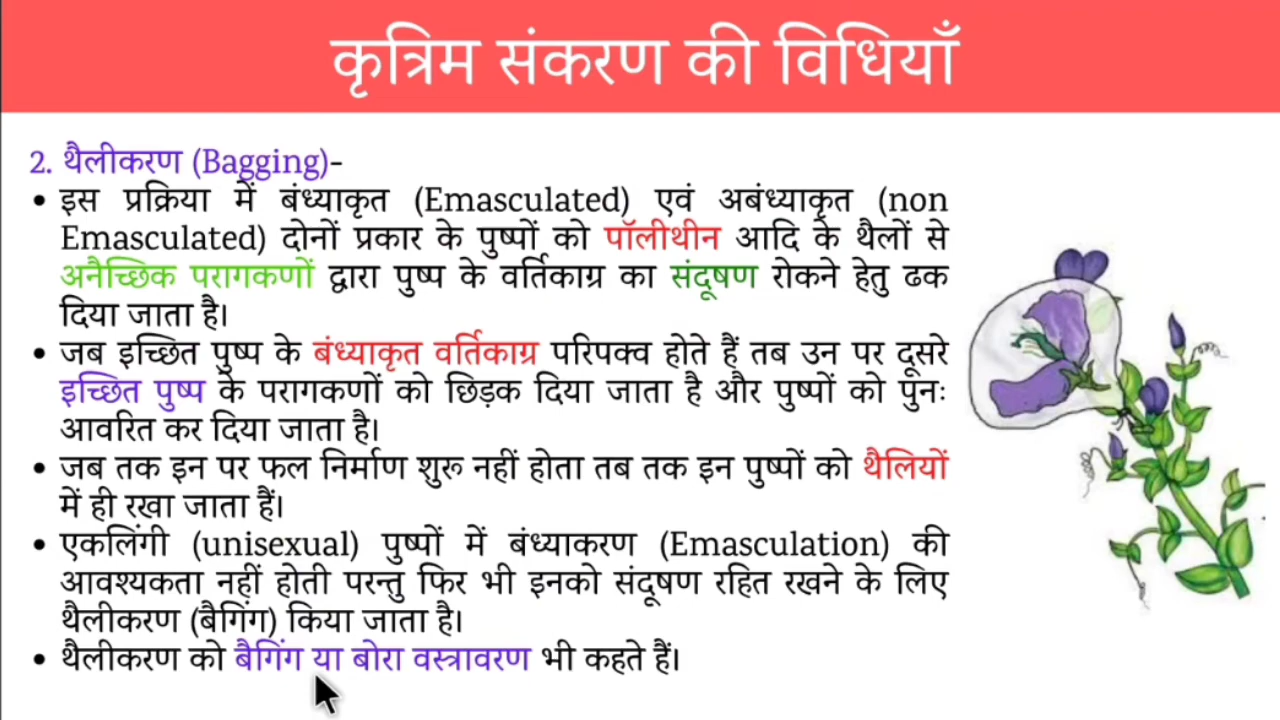 कृत्रिम संकरण की विधियाँ
2. थैलीकरण (Bagging)-
• इस प्रक्रिया में बंध्याकृत (Emasculated) एवं अबंध्याकृत (non
Emasculated) दोनों प्रकार के पुष्पों को पॉलीथीन आदि के थैलों से
अनैच्छिक परागकणों द्वारा पुष्प के वर्तिकाग्र का संदूषण रोकने हेतु ढक
दिया जाता है।
• जब इच्छित पुष्प के बंध्याकृत वर्तिकाग्र परिपक्व होते हैं तब उन पर दूसरे
इच्छित पुष्प के परागकणों को छिड़क दिया जाता है और पुष्पों को पुनः
आवरित कर दिया जाता है।
• जब तक इन पर फल निर्माण शुरू नहीं होता तब तक इन पुष्पों को थैलियों
में ही रखा जाता हैं।
• एकलिंगी (unisexual) पुष्पों में बंध्याकरण (Emasculation) की
आवश्यकता नहीं होती परन्तु फिर भी इनको संदूषण रहित रखने के लिए
थैलीकरण (बैगिंग) किया जाता है।
• थैलीकरण को बैगिंग या बोरा वस्त्रावरण भी कहते हैं।